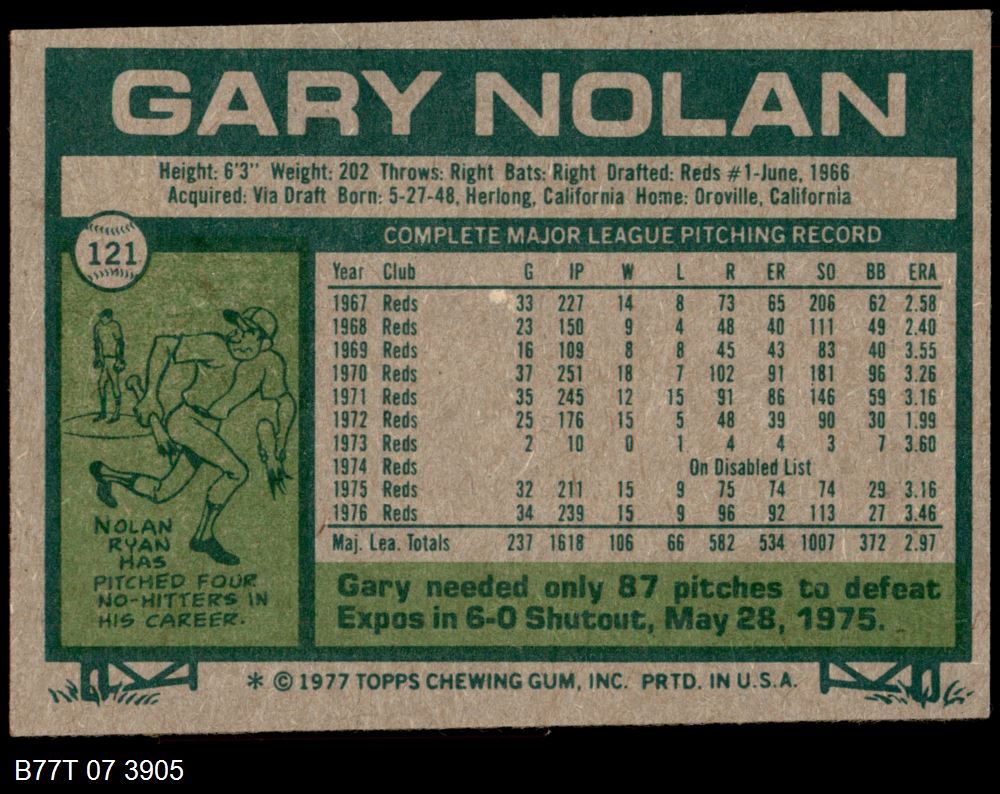 GARY NOLAN
Height: 6'3" Weight: 202 Throws: Right Bats: Right Drafted: Reds #1-June, 1966
Acquired: Via Draft Born: 5-27-48, Herlong, California Home: Oroville, California
121
COMPLETE MAJOR LEAGUE PITCHING RECORD
Year Club G IP W L R ER SO BB ERA
1967 Reds 33 227 14 8 73 65 206 62 2.58
1968 Reds 23 150 9 4 48 40 111 49 2.40
1969 Reds 16 109 8 8 45 43 83 40 3.55
1970 Reds 37 251 18 7 102 91 181 96 3.26
1971 Reds 35 245 12 15 91 86 146 59 3.16
1972 Reds 25 176 15 5 48 39 90 30 1.99
1973 Reds 2 10 0 1 4 4 3 7 3.60
1974 Reds On Disabled List
1975 Reds 32 211 15 9 75 74 74 29 3.16
1976 Reds 34 239 15 9 96 92 113 27 3.46
Maj. Lea. Totals 237 1618 106 66 582 534 1007 372 2.97
NOLAN
RYAN
HAS
PITCHED FOUR
NO-HITTERS IN
HIS CAREER.
Gary needed only 87 pitches to defeat
Expos in 6-0 Shutout, May 28, 1975.
* © 1977 TOPPS CHEWING GUM, INC. PRTD. IN U.S.A.
B77T 07 3905